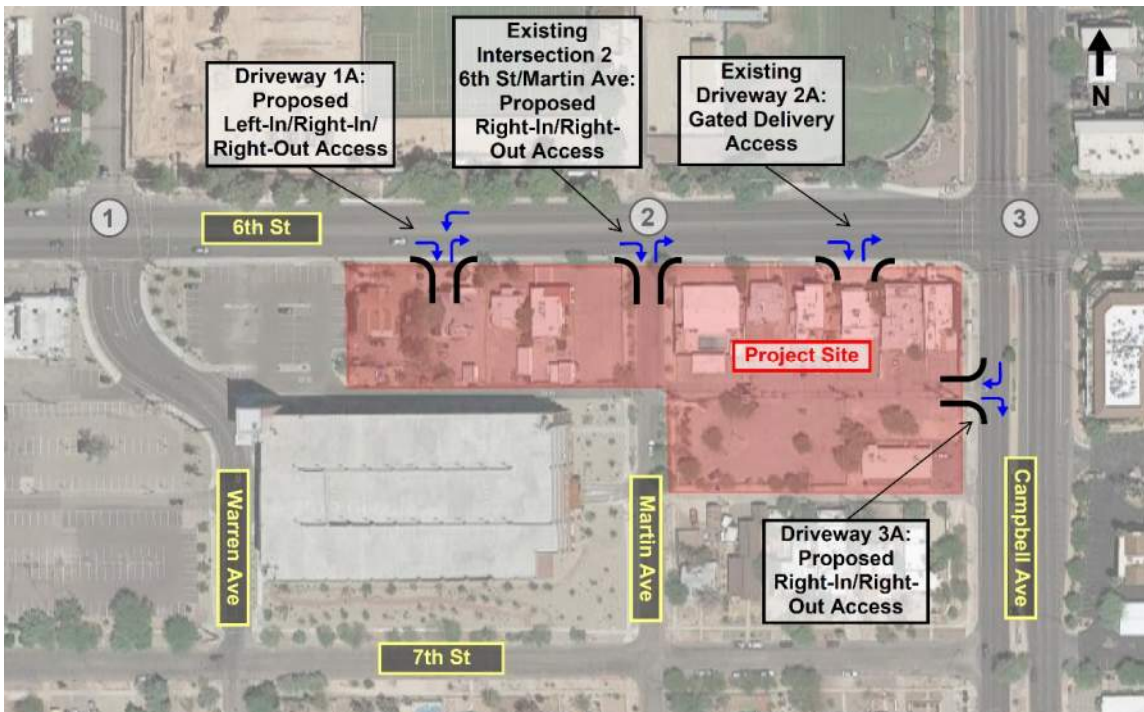 Driveway 1A:
Proposed
Left-In/Right-In/
Right-Out Access
Existing
Intersection 2
6th St/Martin Ave:
Proposed
Right-In/Right-
Out Access
Existing
Driveway 2A:
Gated Delivery
Access
N
1
6th St
2
3
Project Site
Warren Ave
Martin Ave
Campbell Ave
Driveway 3A:
Proposed
Right-In/Right-
Out Access
7th St